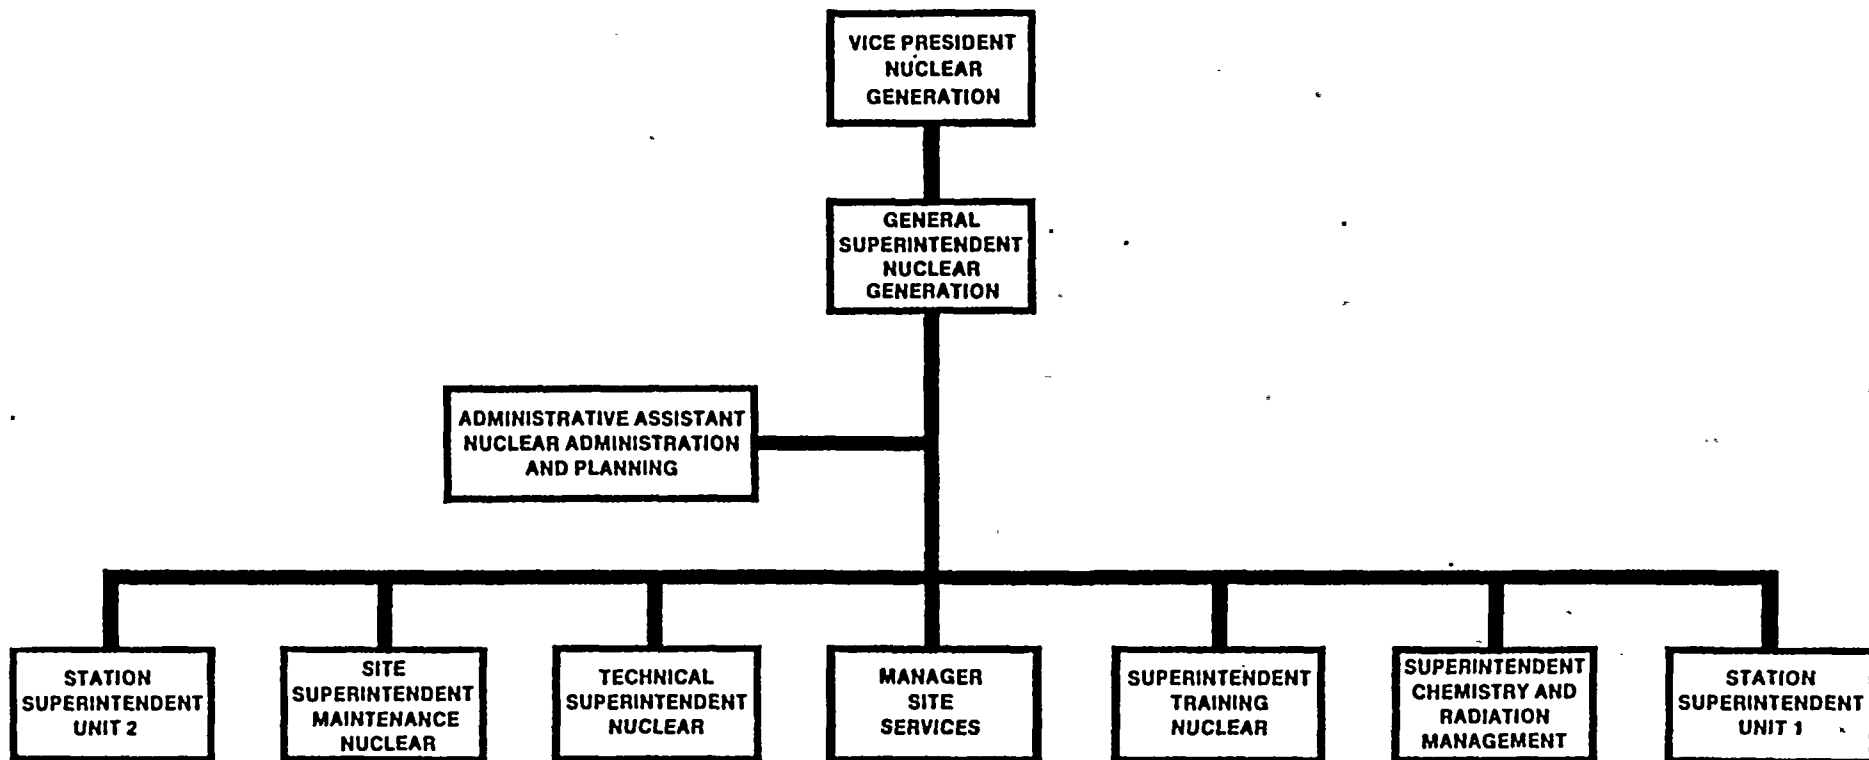 VICE PRESIDENT
NUCLEAR
GENERATION
GENERAL
SUPERINTENDENT
NUCLEAR
GENERATION
ADMINISTRATIVE ASSISTANT
NUCLEAR ADMINISTRATION
AND PLANNING
STATION
SUPERINTENDENT
UNIT 2
SITE
SUPERINTENDENT
MAINTENANCE
NUCLEAR
TECHNICAL
SUPERINTENDENT
NUCLEAR
MANAGER
SITE
SERVICES
SUPERINTENDENT
TRAINING
NUCLEAR
SUPERINTENDENT
CHEMISTRY AND
RADIATION
MANAGEMENT
STATION
SUPERINTENDENT
UNIT 1